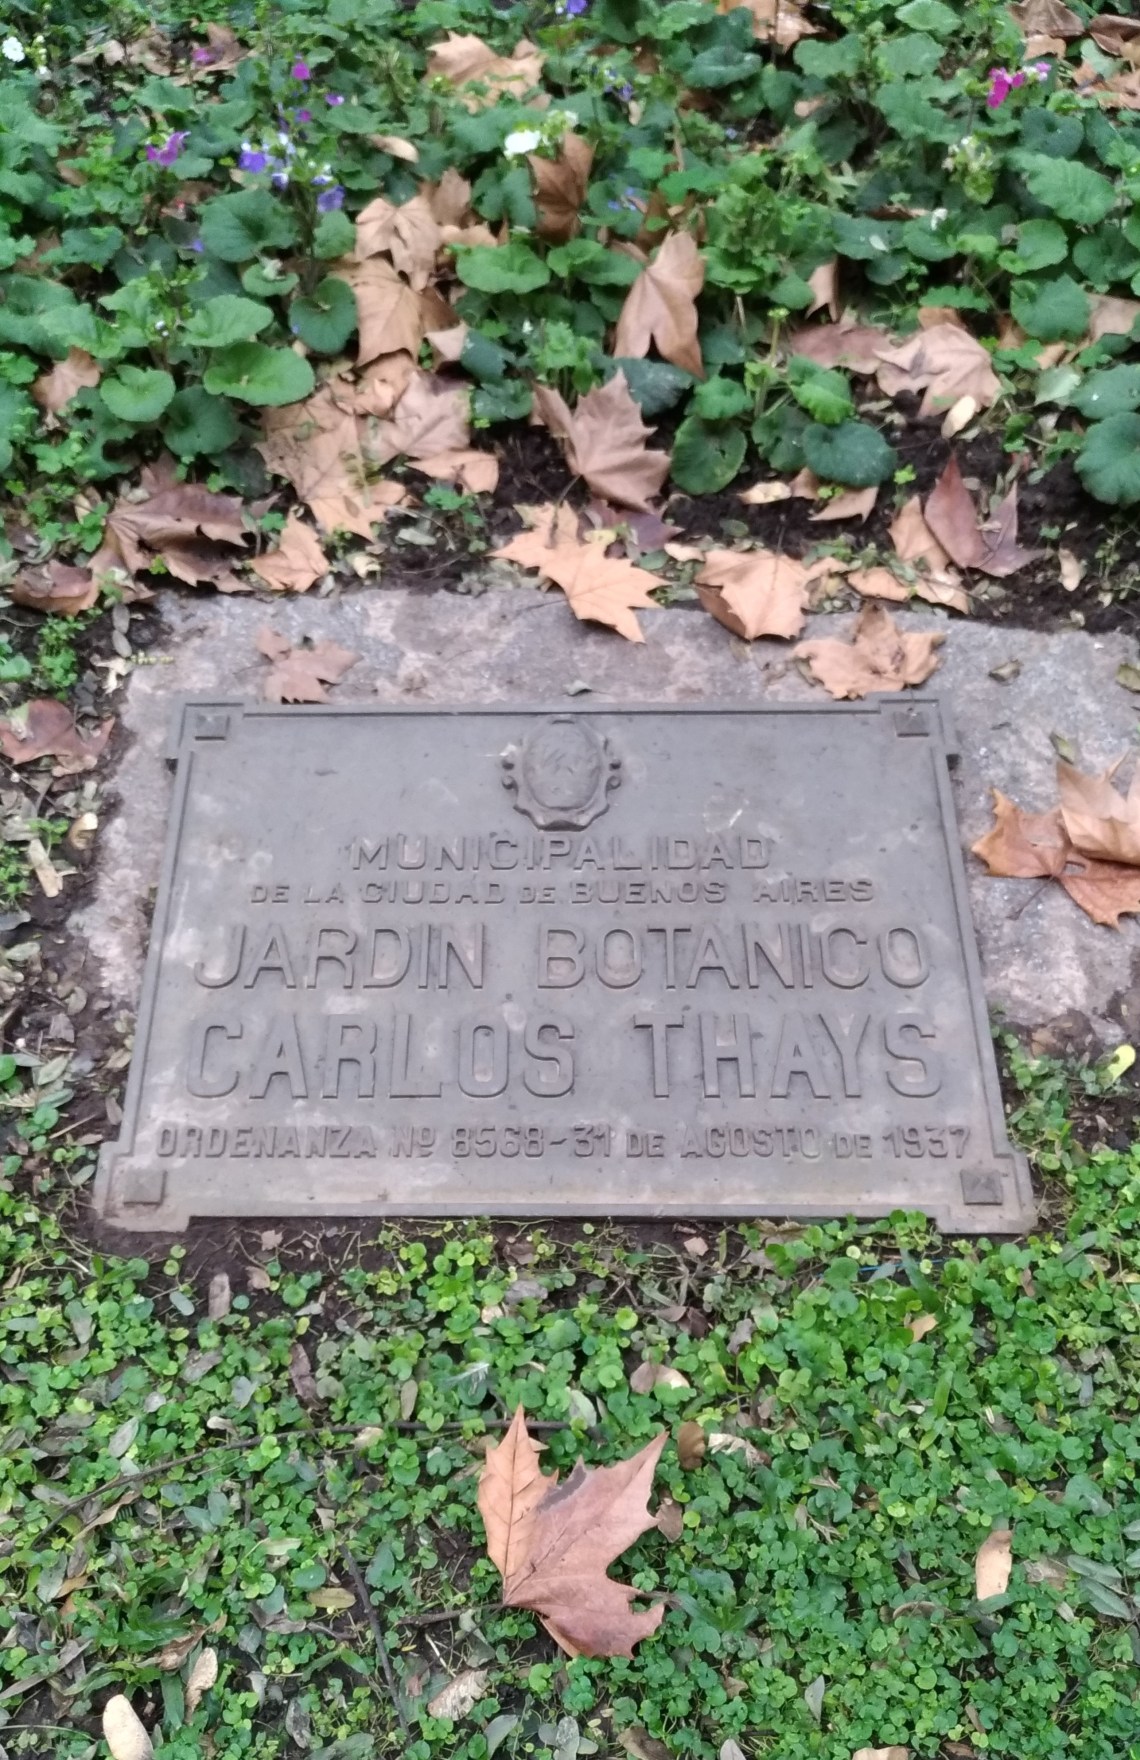 MUNICIPALIDAD
DE LA CIUDAD DE BUENOS AIRES
JARDIN BOTANICO
CARLOS THAYS
ORDENANZA Nº 8568-31 DE AGOSTO DE 1937